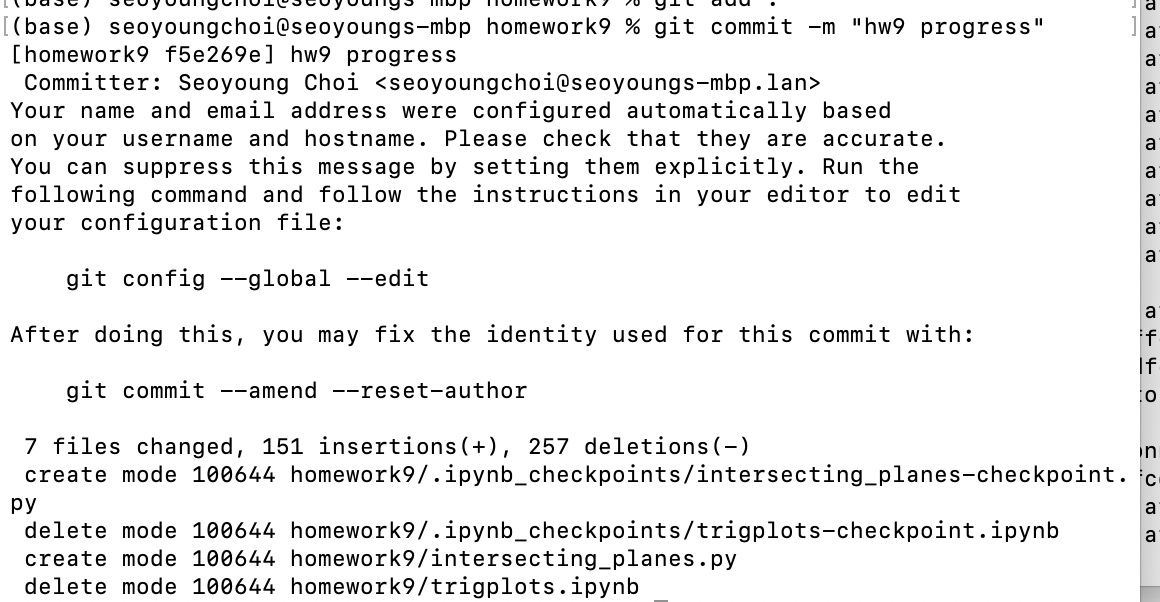 (base) seoyoungchoi@seoyoungs-mbp homework9 % git add .
[(base) seoyoungchoi@seoyoungs-mbp homework9 % git commit -m "hw9 progress" ]
[homework9 f5e269e] hw9 progress
 Committer: Seoyoung Choi <seoyoungchoi@seoyoungs-mbp.lan>
Your name and email address were configured automatically based
on your username and hostname. Please check that they are accurate.
You can suppress this message by setting them explicitly. Run the
following command and follow the instructions in your editor to edit
your configuration file:

    git config --global --edit

After doing this, you may fix the identity used for this commit with:

    git commit --amend --reset-author

 7 files changed, 151 insertions(+), 257 deletions(-)
 create mode 100644 homework9/.ipynb_checkpoints/intersecting_planes-checkpoint.
py
 delete mode 100644 homework9/.ipynb_checkpoints/trigplots-checkpoint.ipynb
 create mode 100644 homework9/intersecting_planes.py
 delete mode 100644 homework9/trigplots.ipynb